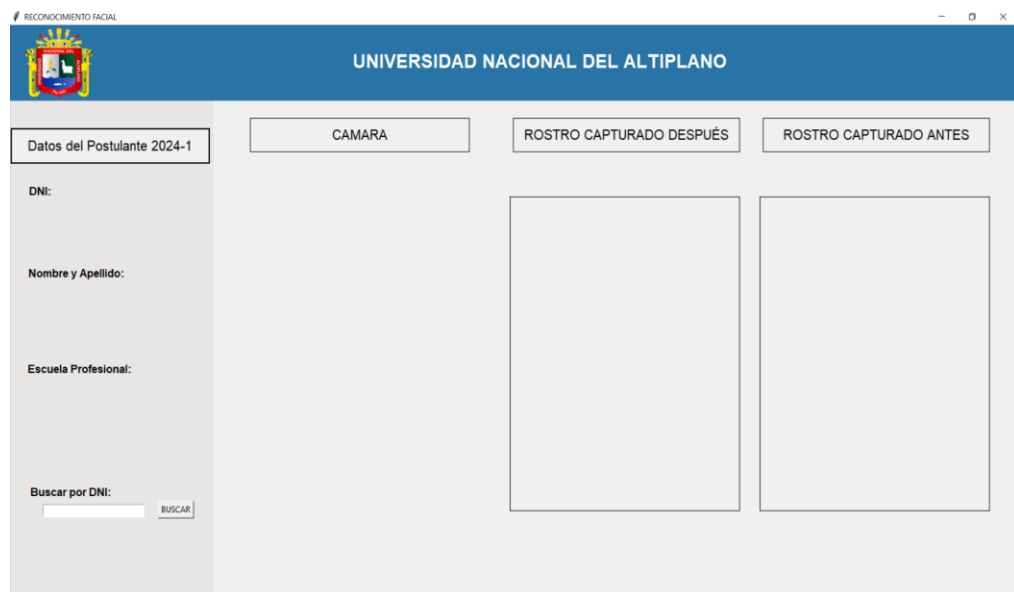 RECONOCIMIENTO FACIAL
UNIVERSIDAD NACIONAL DEL ALTIPLANO
Datos del Postulante 2024-1
DNI:
Nombre y Apellido:
Escuela Profesional:
Buscar por DNI:
BUSCAR
CAMARA
ROSTRO CAPTURADO DESPUÉS
ROSTRO CAPTURADO ANTES